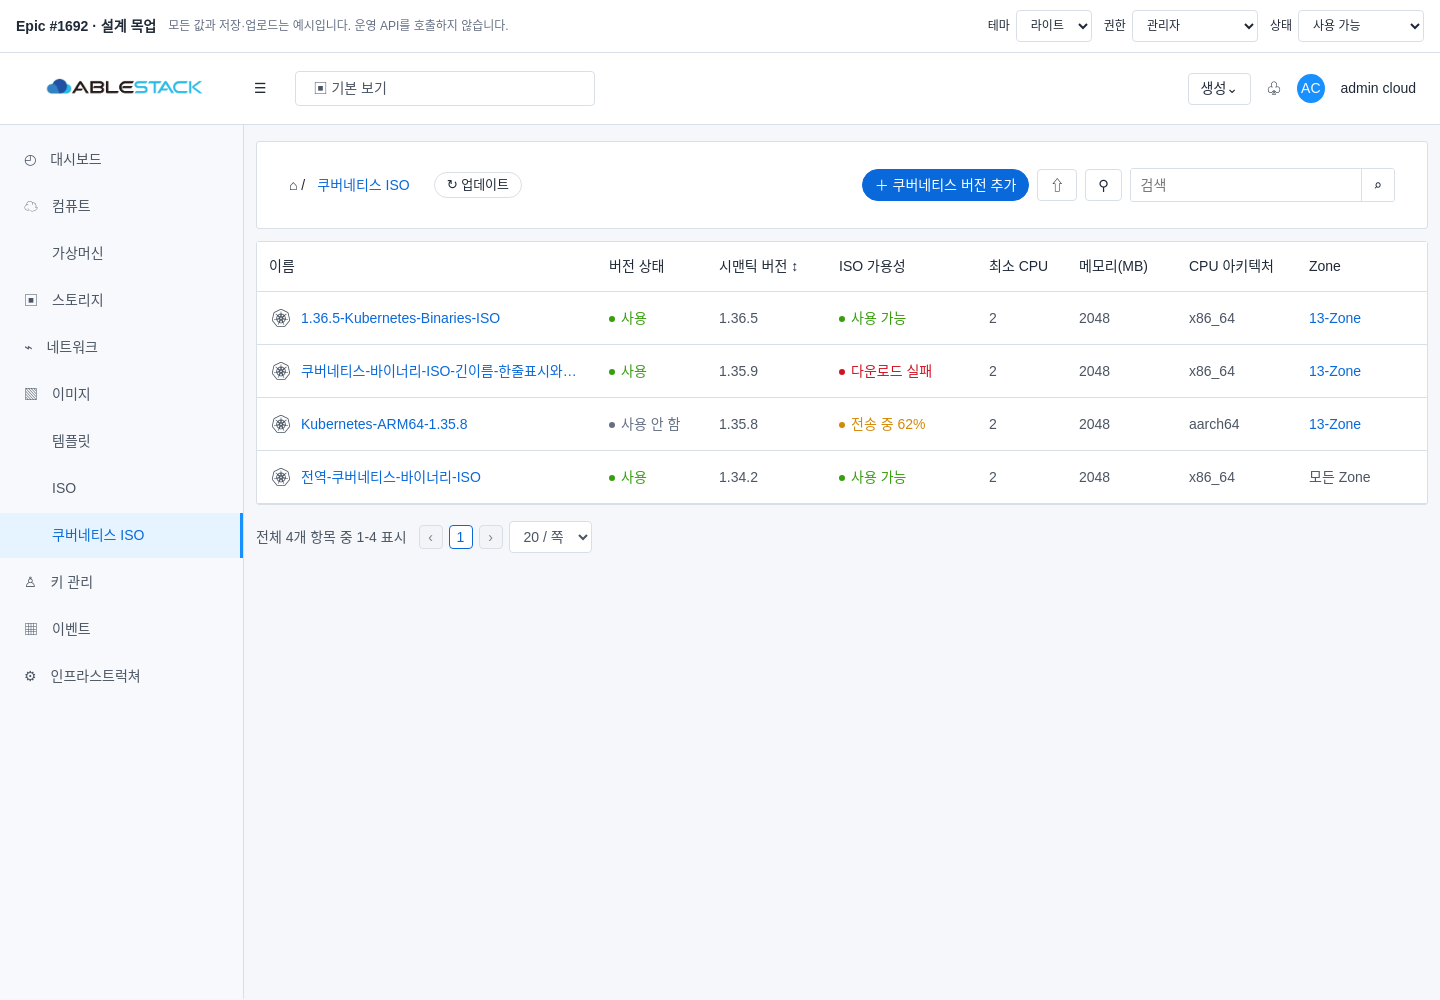 Epic #1692 · 설계 목업 모든 값과 저장·업로드는 예시입니다. 운영 API를 호출하지 않습니다. 테마 라이트 권한 관리자 상태 사용 가능
ABLESTACK ☰ ▣ 기본 보기 생성 AC admin cloud
대시보드
컴퓨트
가상머신
스토리지
네트워크
이미지
템플릿
ISO
쿠버네티스 ISO
키 관리
이벤트
인프라스트럭쳐
⌂ / 쿠버네티스 ISO ↻ 업데이트 + 쿠버네티스 버전 추가 검색
이름 버전 상태 시맨틱 버전 ↕ ISO 가용성 최소 CPU 메모리(MB) CPU 아키텍처 Zone
1.36.5-Kubernetes-Binaries-ISO 사용 1.36.5 사용 가능 2 2048 x86_64 13-Zone
쿠버네티스-바이너리-ISO-긴이름-한줄표시와… 사용 1.35.9 다운로드 실패 2 2048 x86_64 13-Zone
Kubernetes-ARM64-1.35.8 사용 안 함 1.35.8 전송 중 62% 2 2048 aarch64 13-Zone
전역-쿠버네티스-바이너리-ISO 사용 1.34.2 사용 가능 2 2048 x86_64 모든 Zone
전체 4개 항목 중 1-4 표시 ‹ 1 › 20 / 쪽